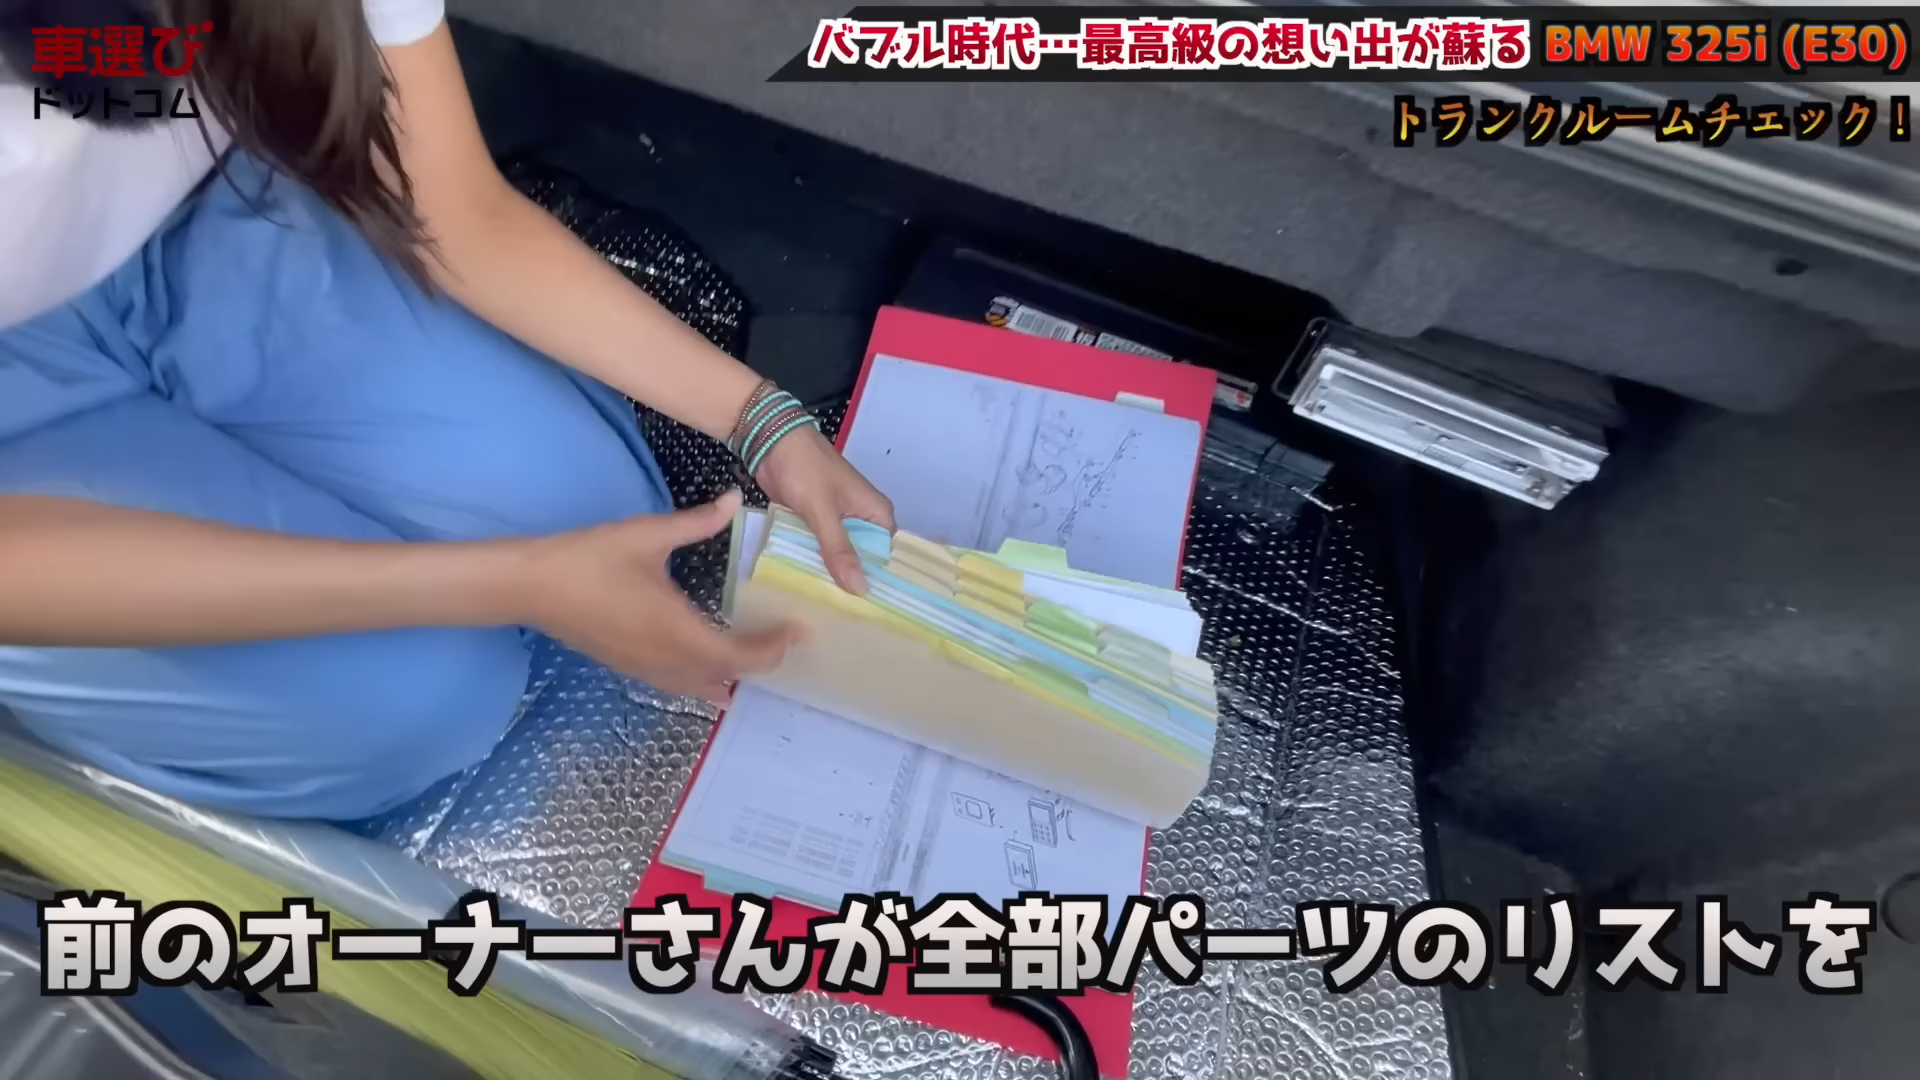 車選び
ドットコム
バブル時代…最高級の想い出が蘇る BMW 325i (E30)
トランクルームチェック！
前のオーナーさんが全部パーツのリストを